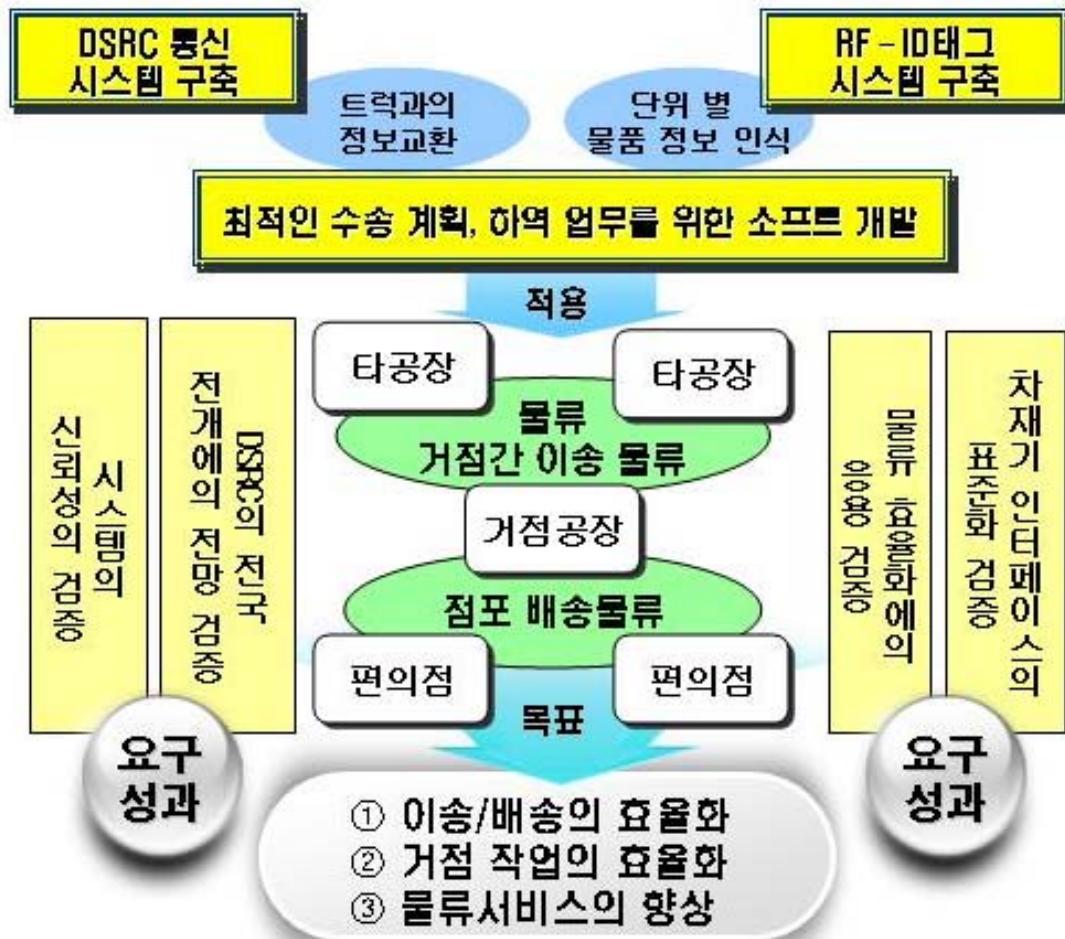 DSRC 통신
시스템 구축
RF-ID태그
시스템 구축
트럭과의
정보교환
단위 별
물품 정보 인식
최적인 수송 계획, 하역 업무를 위한 소프트 개발
적용
시스템의
신뢰성의 검증
DSRC의 전국
전개에의 전망 검증
타공장
타공장
물류
거점간 이송 물류
거점공장
점포 배송물류
편의점
편의점
목표
물류 효율화에의
응용 검증
차재기 인터페이스의
표준화 검증
요구
성과
요구
성과
① 이송/배송의 효율화
② 거점 작업의 효율화
③ 물류서비스의 향상